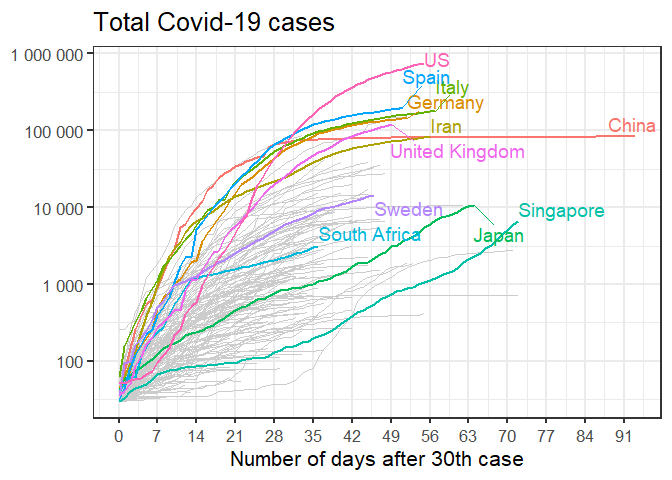 Total Covid-19 cases
1 000 000
100 000
10 000
1 000
100
US
Spain
Italy
Germany
Iran
China
United Kingdom
Sweden
Singapore
South Africa
Japan
0 7 14 21 28 35 42 49 56 63 70 77 84 91
Number of days after 30th case